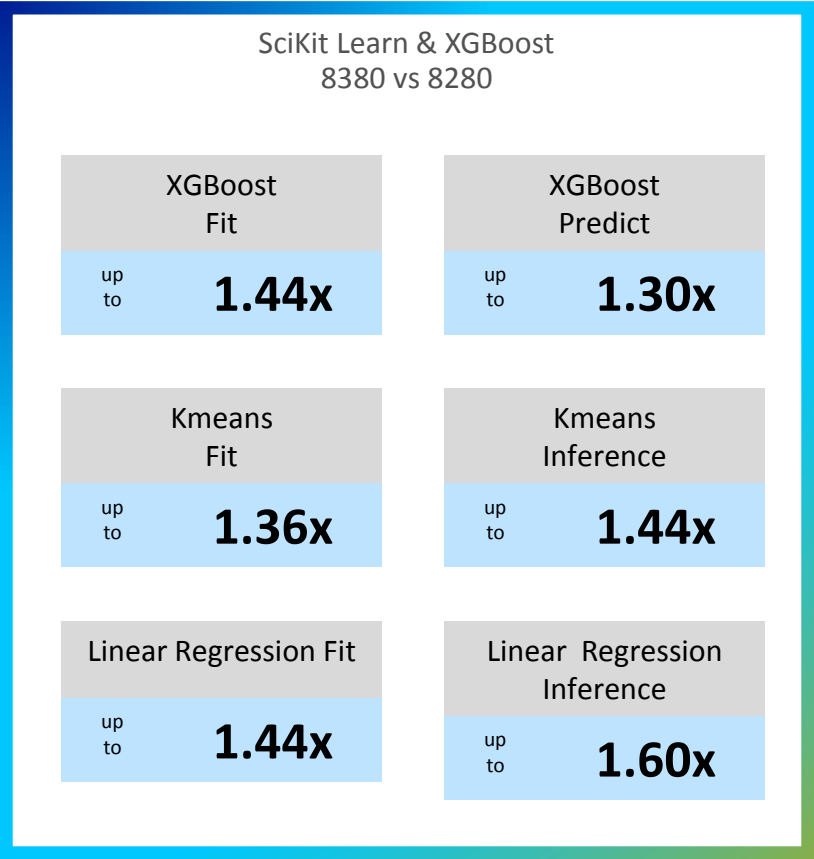 SciKit Learn & XGBoost
8380 vs 8280
XGBoost
Fit
up
to
1.44x
XGBoost
Predict
up
to
1.30x
Kmeans
Fit
up
to
1.36x
Kmeans
Inference
up
to
1.44x
Linear Regression Fit
up
to
1.44x
Linear Regression
Inference
up
to
1.60x